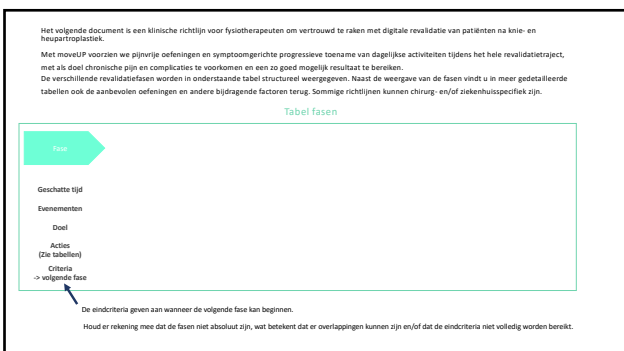 Het volgende document is een klinische richtlijn voor fysiotherapeuten om vertrouwd te raken met digitale revalidatie van patiënten na knie- en
heupartroplastiek.
Met moveUP voorzien we pijnvrije oefeningen en symptoomgerichte progressieve toename van dagelijkse activiteiten tijdens het hele revalidatietraject,
met als doel chronische pijn en complicaties te voorkomen en een zo goed mogelijk resultaat te bereiken.
De verschillende revalidatiefasen worden in onderstaande tabel structureel weergegeven. Naast de weergave van de fasen vindt u in meer gedetailleerde
tabellen ook de aanbevolen oefeningen en andere bijdragende factoren terug. Sommige richtlijnen kunnen chirurg- en/of ziekenhuisspecifiek zijn.
Tabel fasen
Fase
Geschatte tijd
Evenementen
Doel
Acties
(Zie tabellen)
Criteria
-> volgende fase
De eindcriteria geven aan wanneer de volgende fase kan beginnen.
Houd er rekening mee dat de fasen niet absoluut zijn, wat betekent dat er overlappingen kunnen zijn en/of dat de eindcriteria niet volledig worden bereikt.